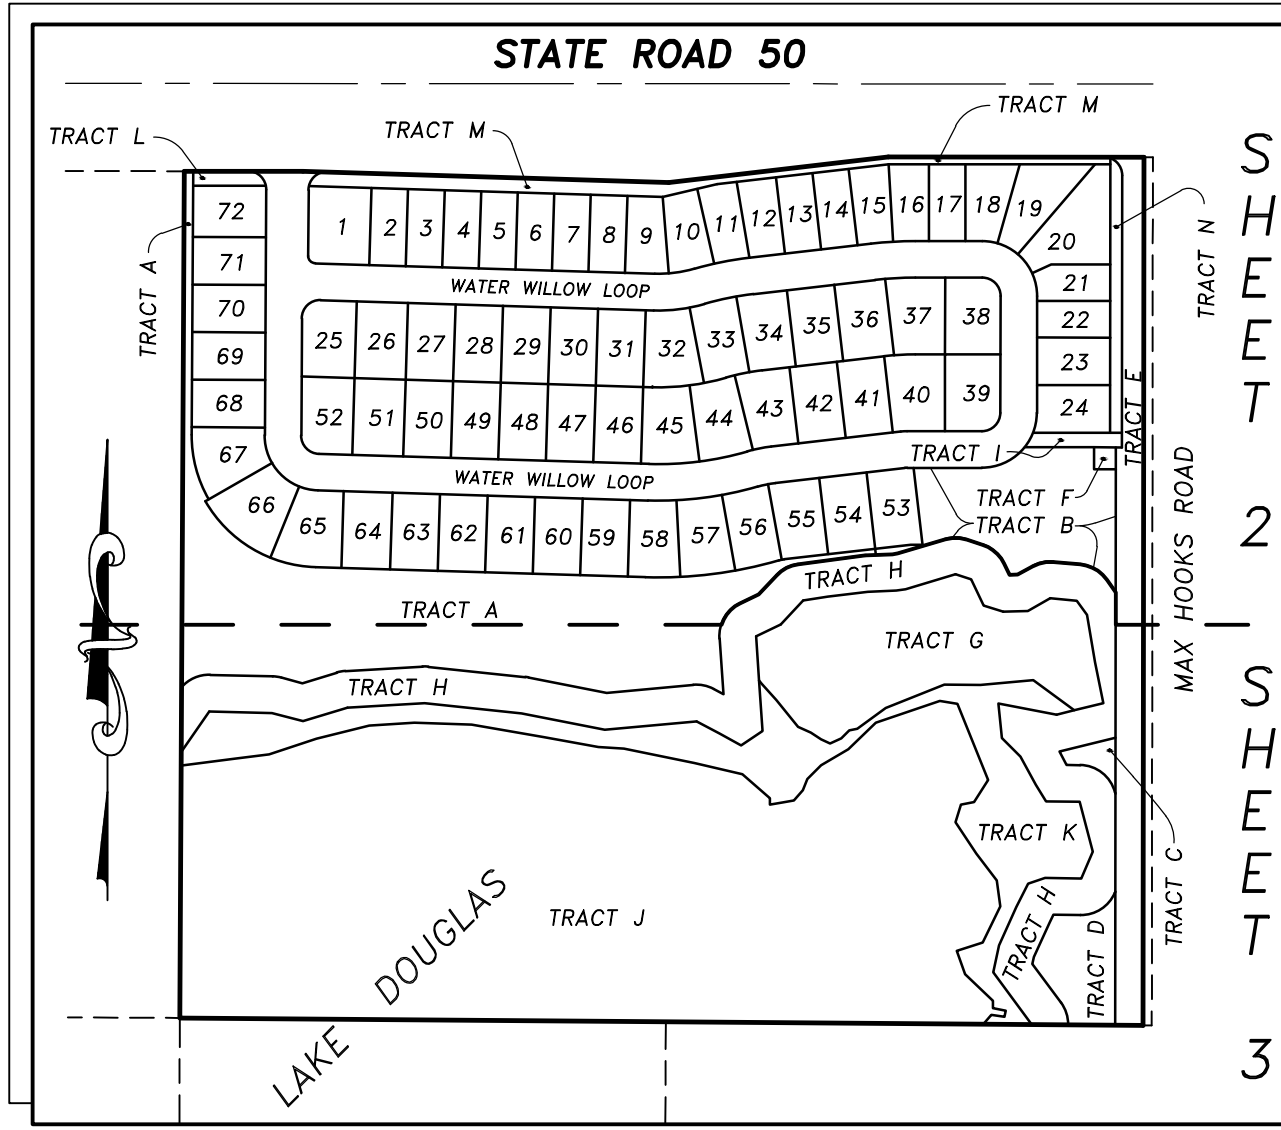 STATE ROAD 50
TRACT L
TRACT M
TRACT M
TRACT A
TRACT N
72
71
70
69
68
67
66
65
64
63
62
61
60
59
58
57
56
55
54
53
1 2 3 4 5 6 7 8 9 10 11 12 13 14 15 16 17 18 19
20
21
22
23
24
WATER WILLOW LOOP
25 26 27 28 29 30 31 32 33 34 35 36 37 38
52 51 50 49 48 47 46 45 44 43 42 41 40 39
WATER WILLOW LOOP
TRACT E
TRACT I
TRACT F
TRACT B
MAX HOOKS ROAD
TRACT H
TRACT A
TRACT G
TRACT H
TRACT K
TRACT C
TRACT H
TRACT D
TRACT J
LAKE DOUGLAS
SHEET 2
SHEET 3